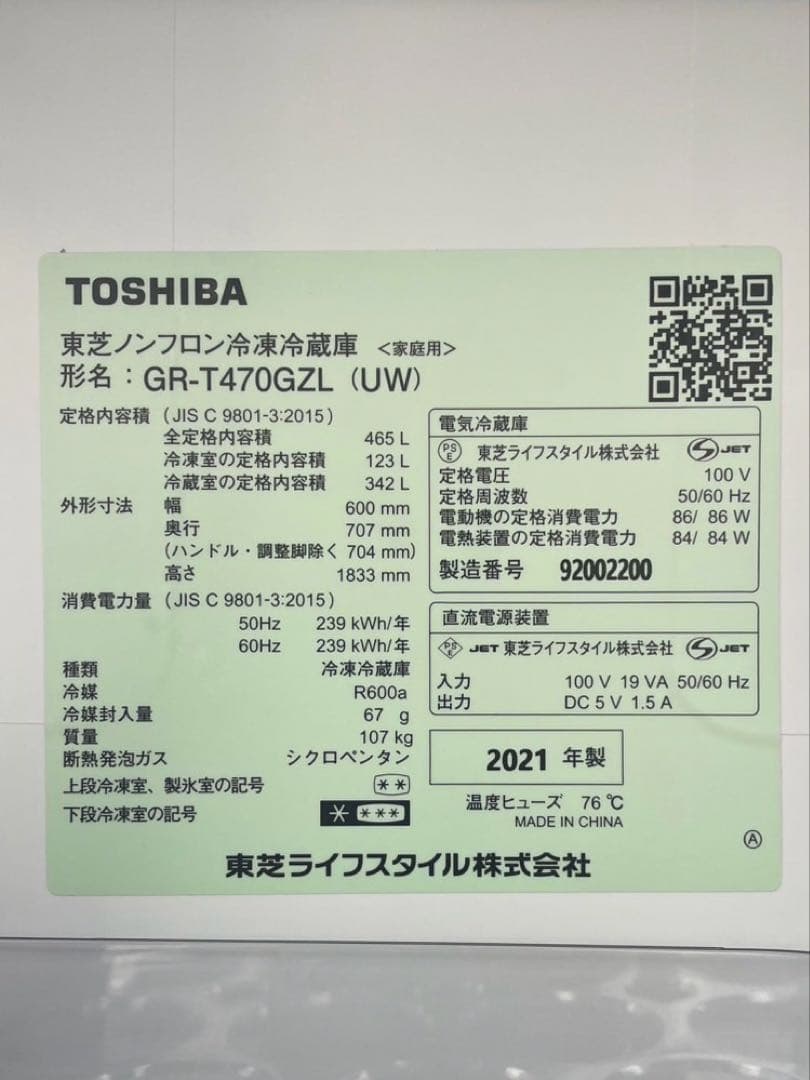 TOSHIBA
東芝ノンフロン冷凍冷蔵庫 <家庭用>
形名：GR-T470GZL (UW)
定格内容積 (JIS C 9801-3:2015)
全定格内容積 465 L
冷凍室の定格内容積 123 L
冷蔵室の定格内容積 342 L
外形寸法 幅 600 mm
奥行 707 mm
(ハンドル・調整脚除く 704 mm)
高さ 1833 mm
消費電力量 (JIS C 9801-3:2015)
50Hz 239 kWh/年
60Hz 239 kWh/年
種類 冷凍冷蔵庫
冷媒 R600a
冷媒封入量 67 g
質量 107 kg
断熱発泡ガス シクロペンタン
上段冷凍室、製氷室の記号 **
下段冷凍室の記号 * ***
電気冷蔵庫
PSE 東芝ライフスタイル株式会社 S JET
定格電圧 100 V
定格周波数 50/60 Hz
電動機の定格消費電力 86/ 86 W
電熱装置の定格消費電力 84/ 84 W
製造番号 92002200
直流電源装置
PSE JET 東芝ライフスタイル株式会社 S JET
入力 100 V 19 VA 50/60 Hz
出力 DC 5 V 1.5 A
2021 年製
温度ヒューズ 76 ℃
MADE IN CHINA
Ⓐ
東芝ライフスタイル株式会社